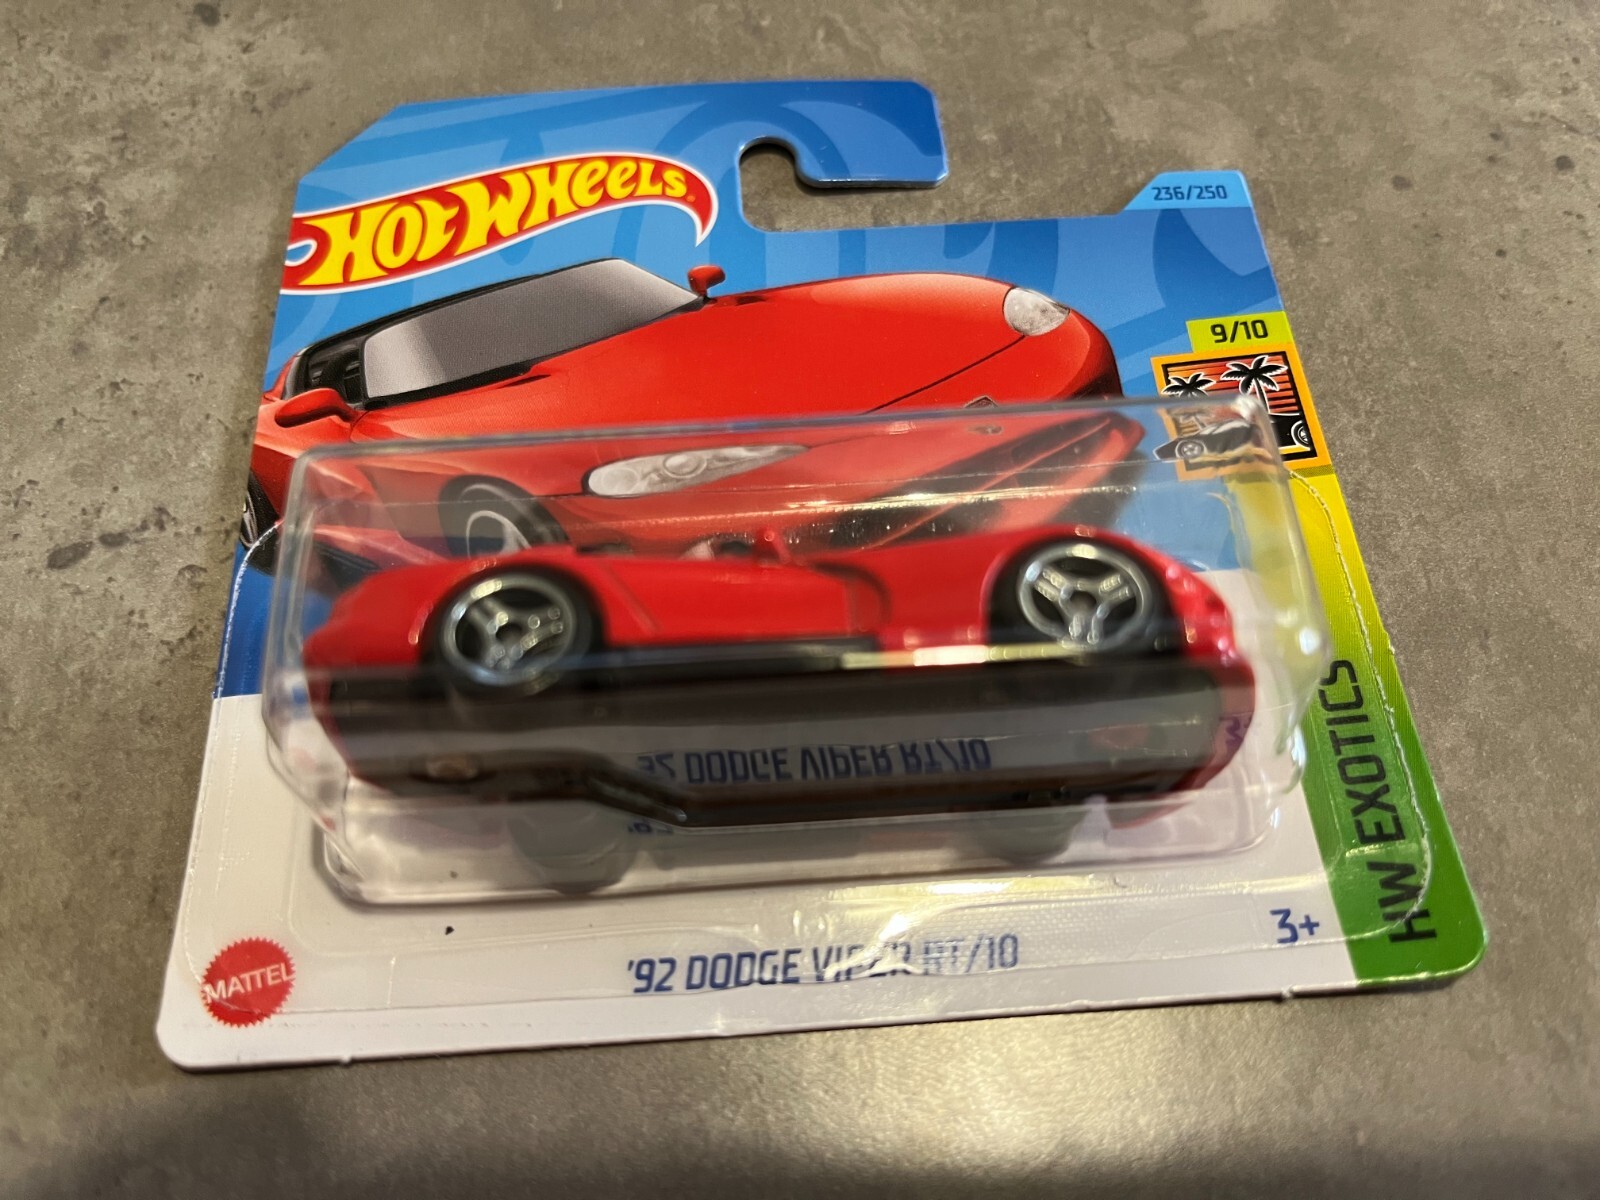 HOT WHEELS
236/250
9/10
HW EXOTICS
'92 DODGE VIPER RT/10
3+
MATTEL